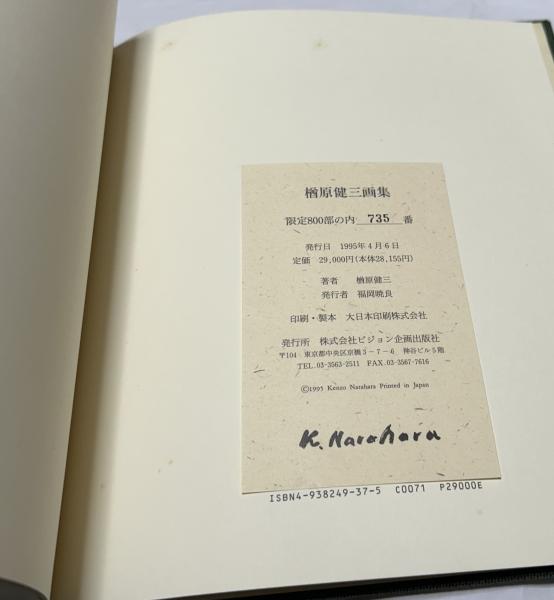 楢原健三画集
限定800部の内 735 番
発行日 1995年4月6日
定価 29,000円(本体28,155円)
著者 楢原健三
発行者 福岡暁良
印刷・製本 大日本印刷株式会社
発行所 株式会社ビジョン企画出版社
〒104 東京都中央区京橋3-7-6 神谷ビル5階
TEL.03-3563-2511 FAX.03-3567-7616
©1995 Kenzo Narahara Printed in Japan
K. Narahara
ISBN4-938249-37-5 C0071 P29000E